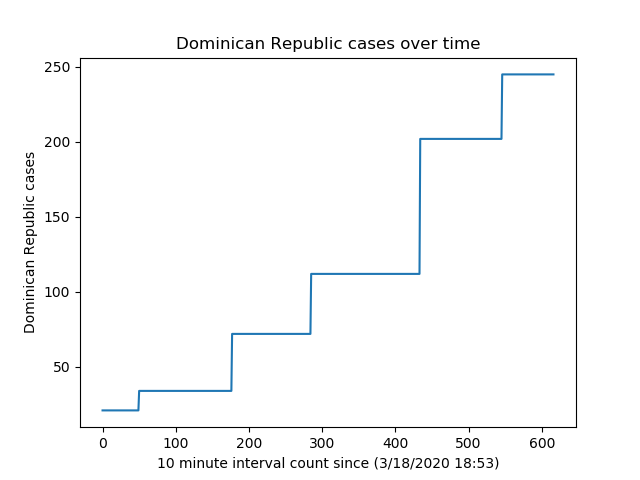 Dominican Republic cases over time
250
200
150
100
50
Dominican Republic cases
0 100 200 300 400 500 600
10 minute interval count since (3/18/2020 18:53)